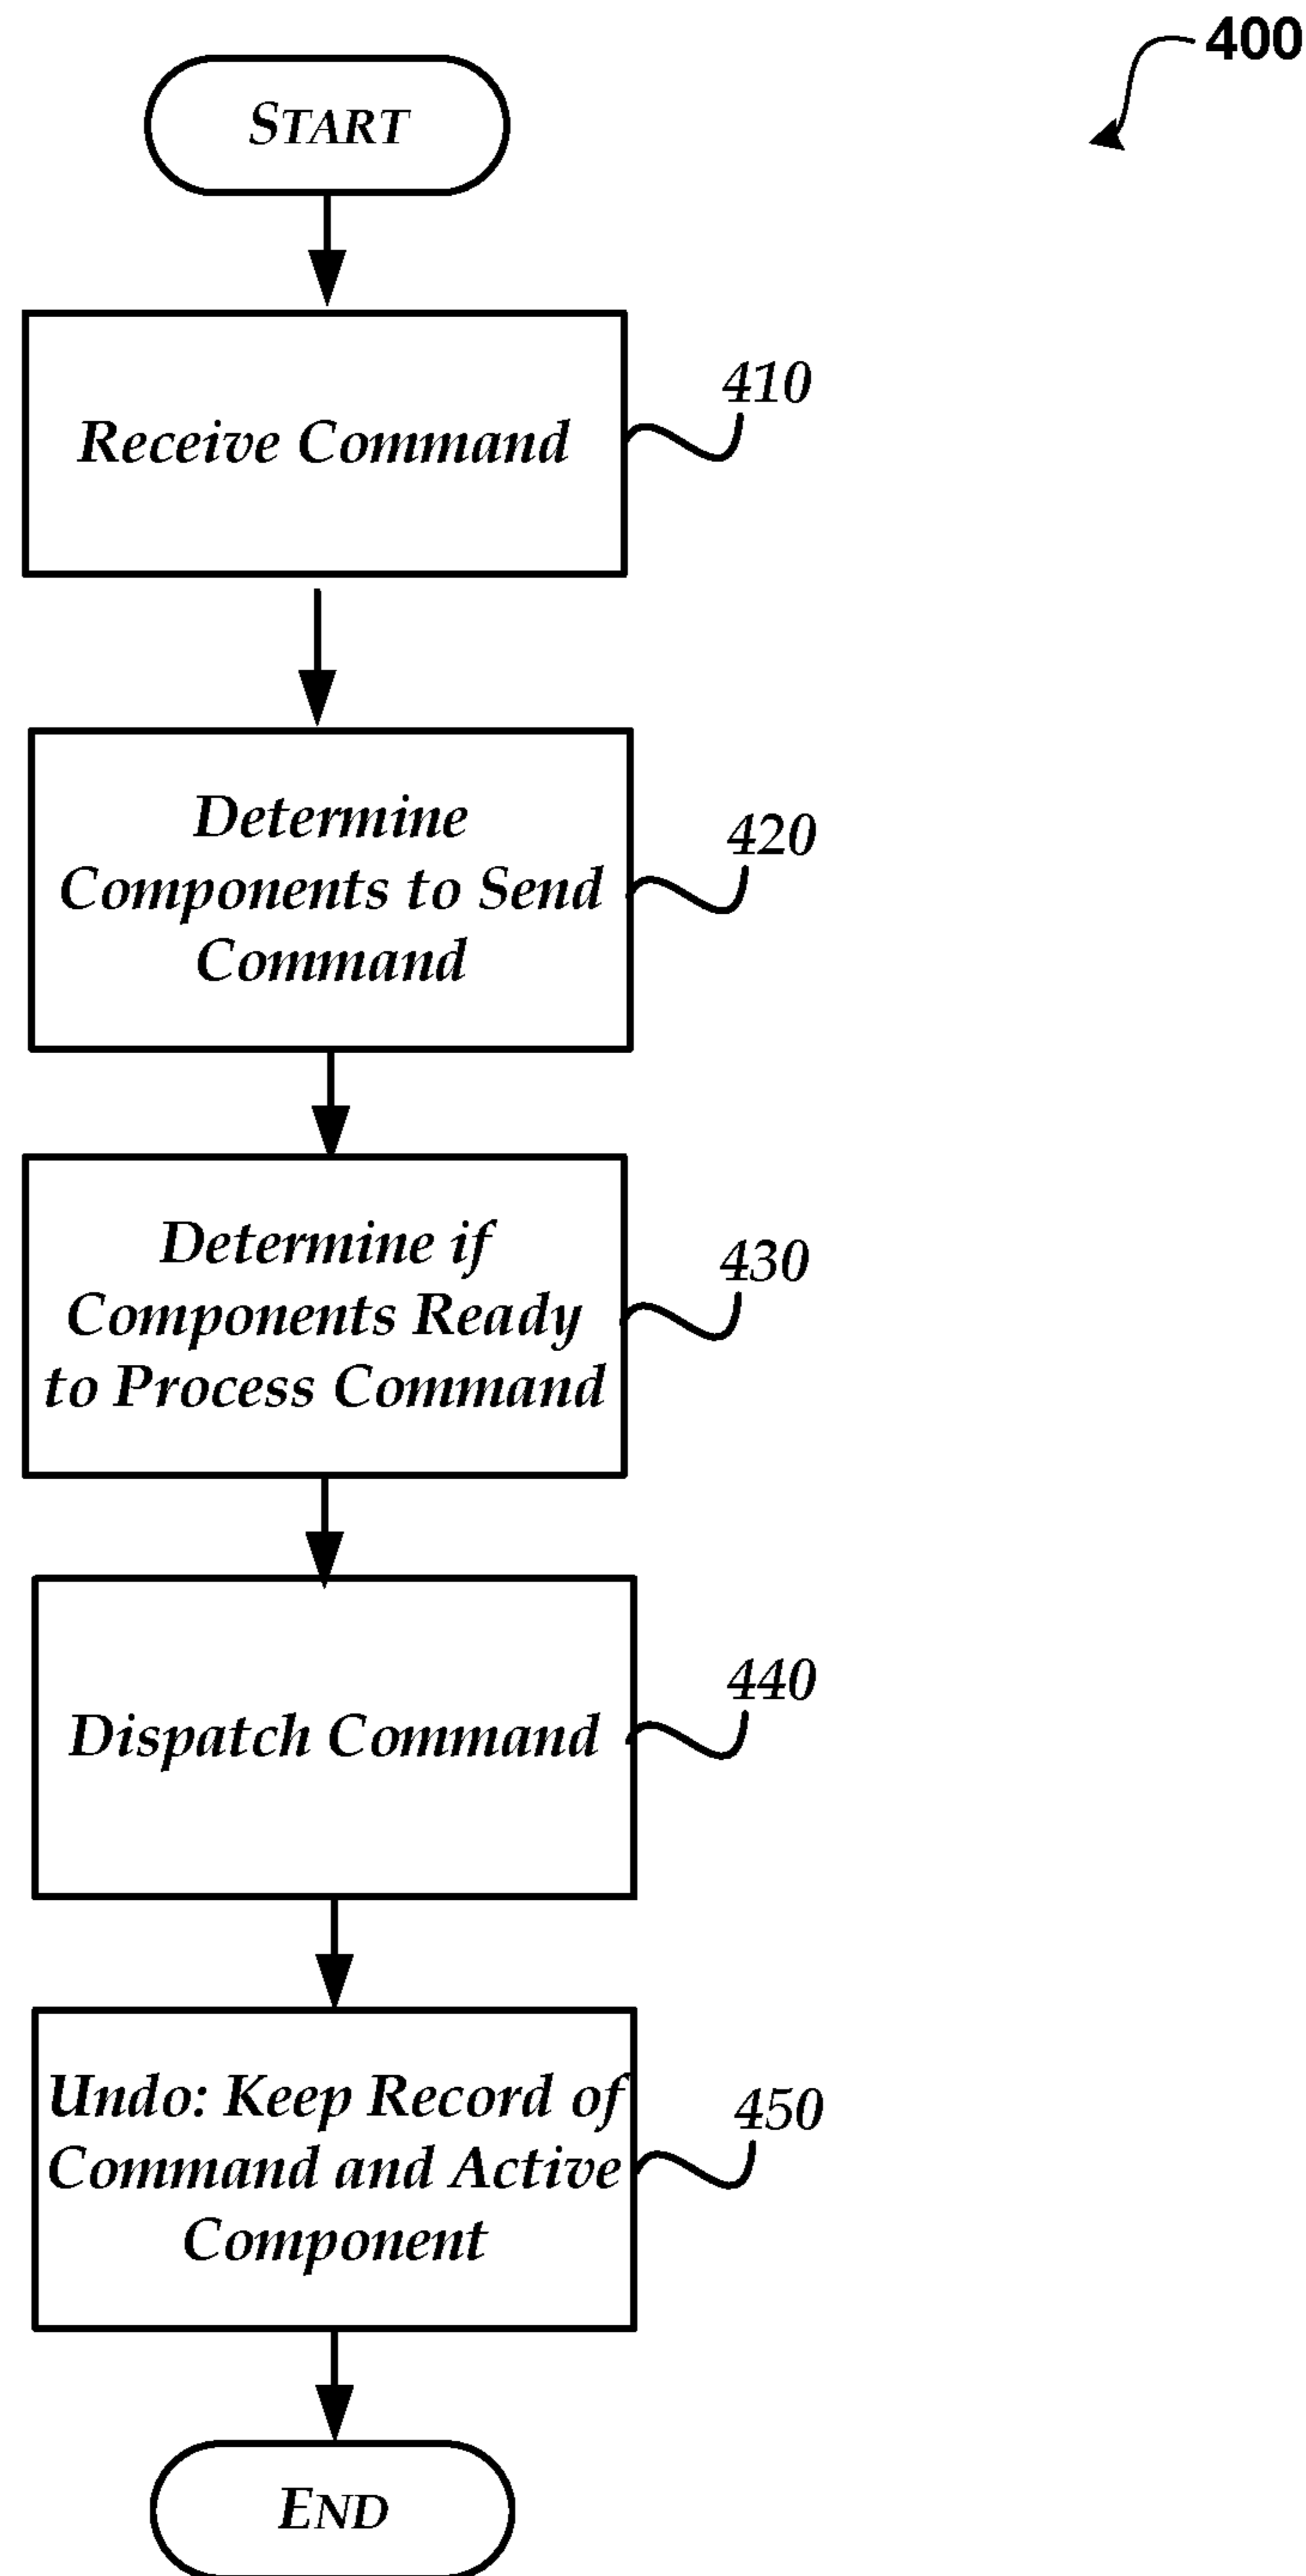 400
START
Receive Command
410
Determine
Components to Send
Command
420
Determine if
Components Ready
to Process Command
430
Dispatch Command
440
Undo: Keep Record of
Command and Active
Component
450
END